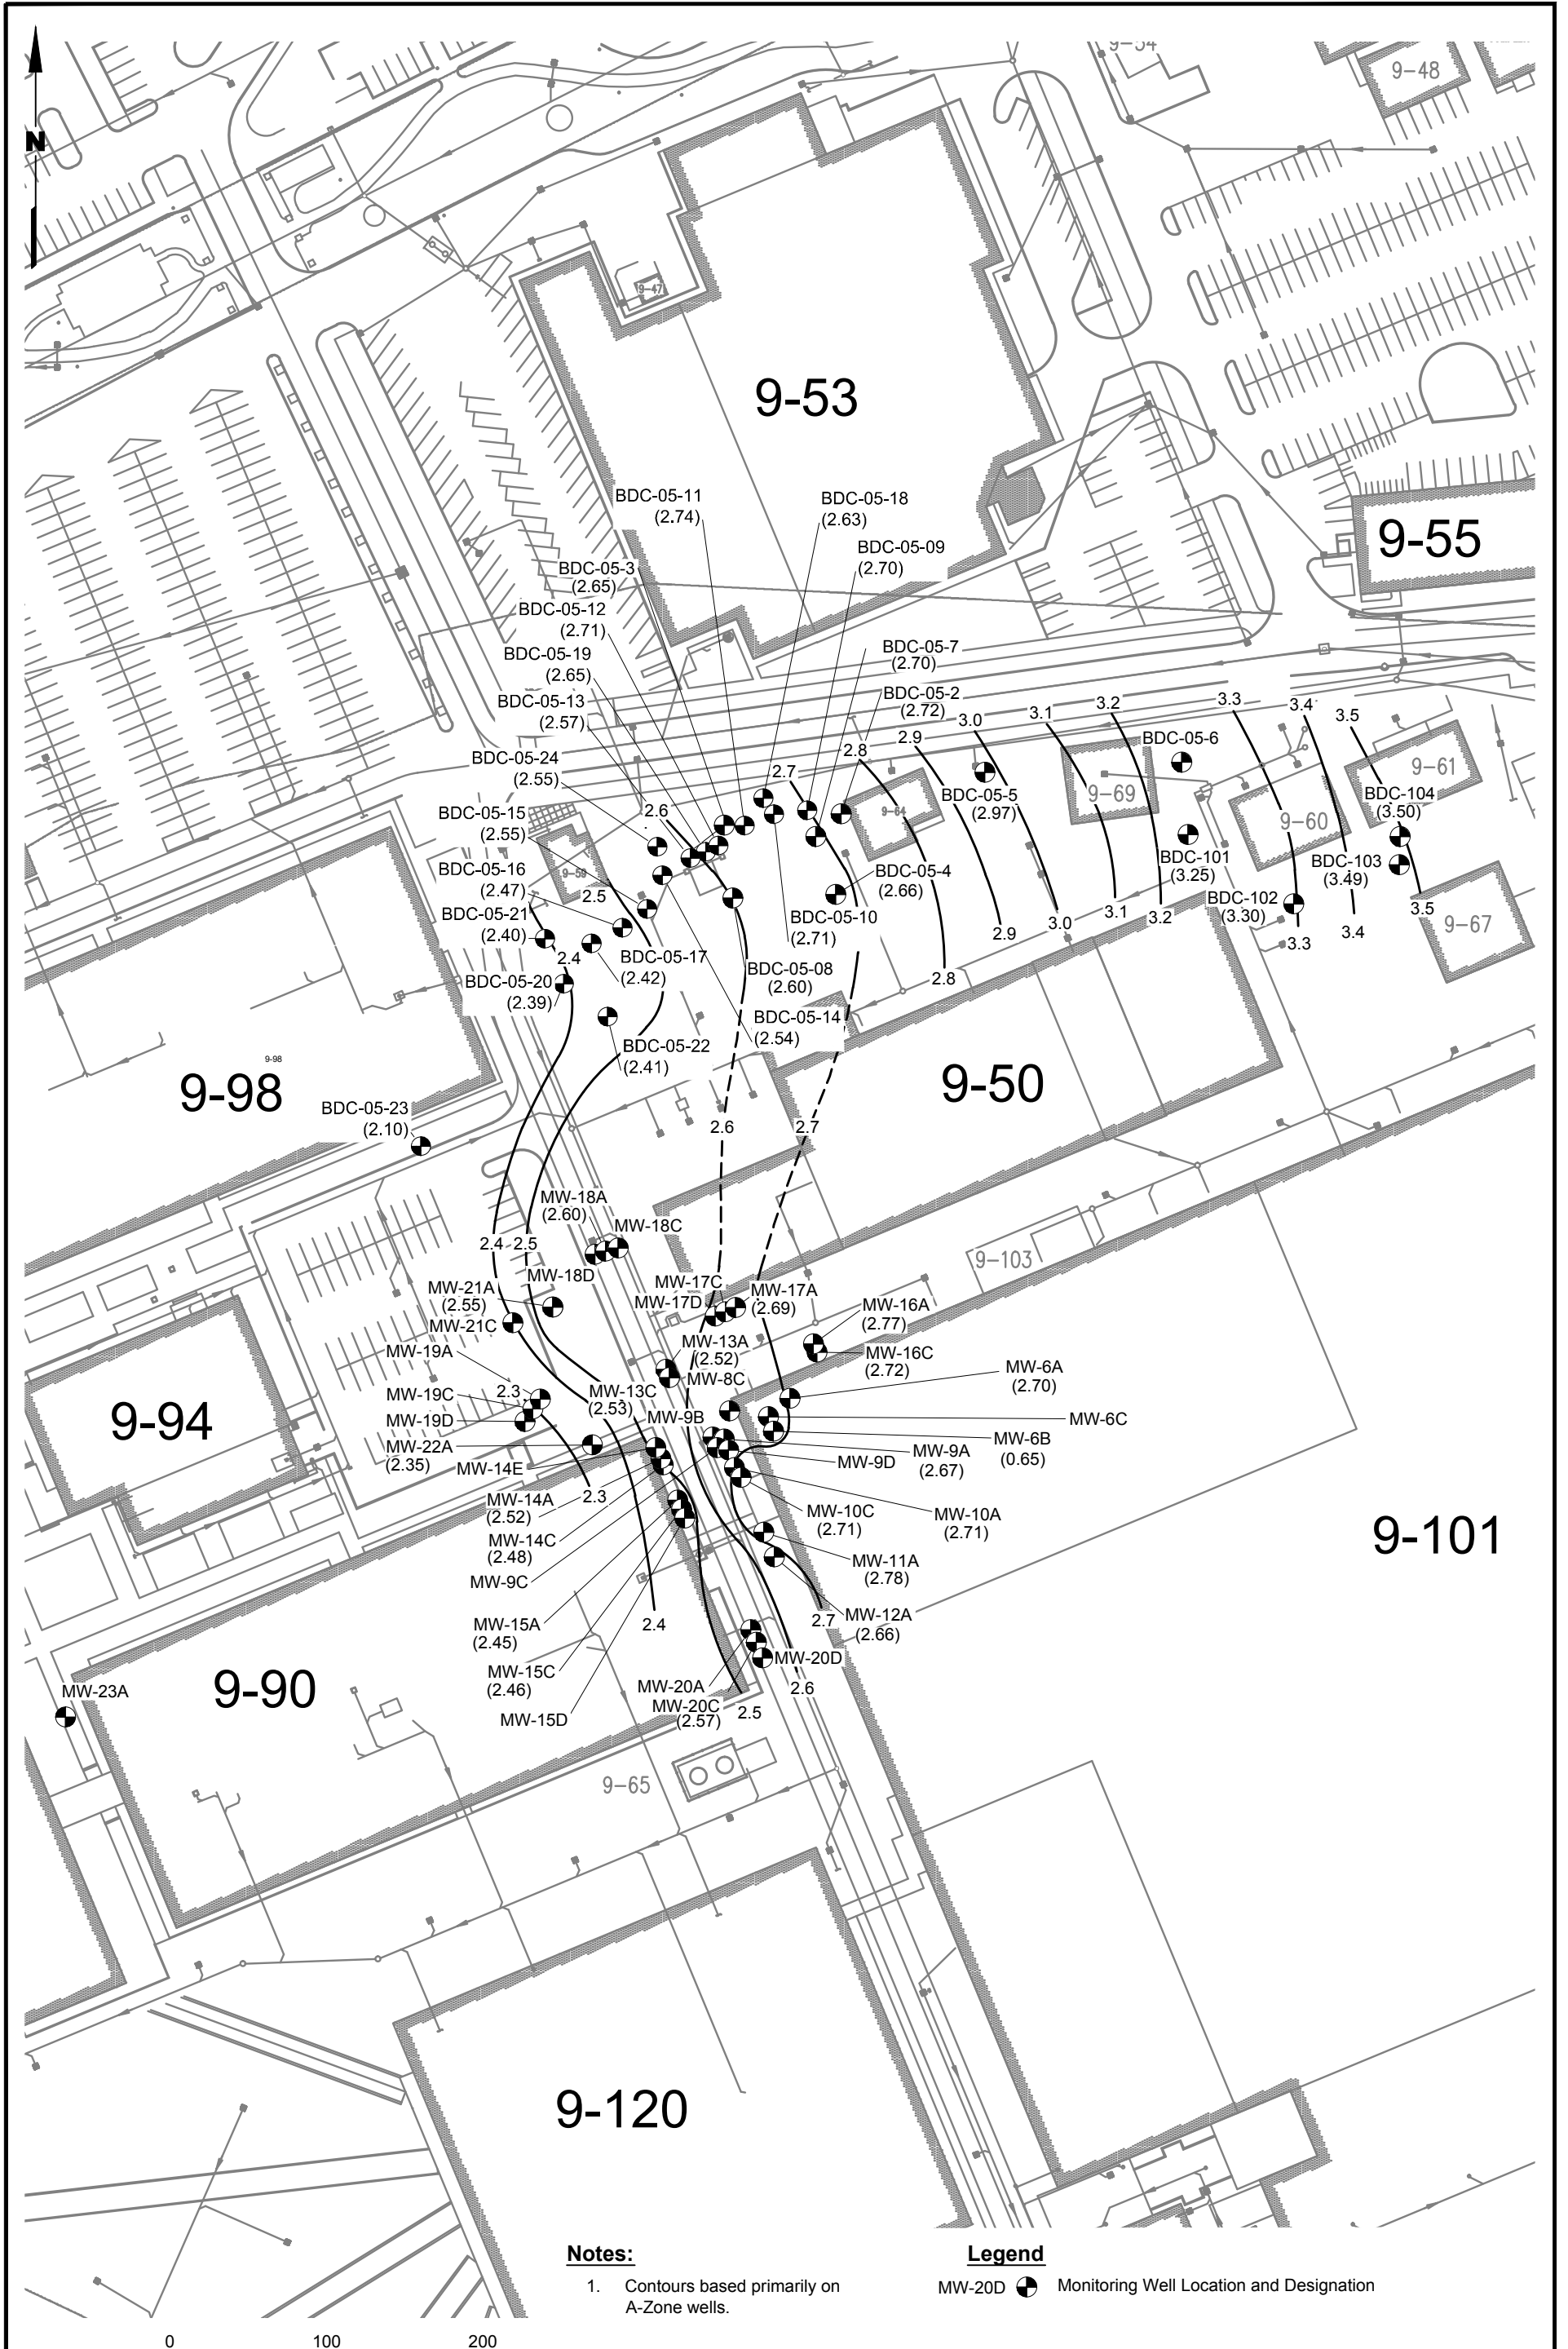 9-54
9-48
N
9-47
9-53
BDC-05-11
(2.74)
BDC-05-18
(2.63)
9-55
BDC-05-09
(2.70)
BDC-05-3
(2.65)
BDC-05-12
(2.71)
BDC-05-19
(2.65)
BDC-05-7
(2.70)
BDC-05-13
(2.57)
BDC-05-2
(2.72)
3.0
3.1
3.2
3.3
3.4
3.5
2.9
2.8
BDC-05-6
BDC-05-24
(2.55)
2.7
9-61
BDC-05-5
(2.97)
9-69
BDC-104
(3.50)
BDC-05-15
(2.55)
2.6
9-64
9-60
BDC-05-16
(2.47)
9-59
2.5
BDC-05-4
(2.66)
BDC-101
(3.25)
BDC-103
(3.49)
BDC-102
(3.30)
BDC-05-21
(2.40)
BDC-05-10
(2.71)
2.9
3.0
3.1
3.2
3.3
3.4
3.5
9-67
2.4
BDC-05-17
(2.42)
BDC-05-08
(2.60)
2.8
BDC-05-20
(2.39)
BDC-05-14
(2.54)
BDC-05-22
(2.41)
9-98
9-98
9-50
BDC-05-23
(2.10)
2.6
2.7
MW-18A
(2.60)
MW-18C
2.4
2.5
9-103
MW-18D
MW-17C
MW-21A
(2.55)
MW-17D
MW-17A
(2.69)
MW-16A
(2.77)
MW-21C
MW-19A
MW-13A
(2.52)
MW-16C
(2.72)
MW-8C
MW-6A
(2.70)
MW-19C
2.3
MW-13C
(2.53)
9-94
MW-19D
MW-9B
MW-6C
MW-22A
(2.35)
MW-6B
(0.65)
MW-9A
(2.67)
MW-9D
MW-14E
MW-14A
(2.52)
2.3
MW-10C
(2.71)
MW-10A
(2.71)
9-101
MW-14C
(2.48)
MW-11A
(2.78)
MW-9C
MW-15A
(2.45)
2.4
2.7
MW-12A
(2.66)
MW-20D
MW-15C
(2.46)
9-90
MW-23A
MW-20A
2.6
MW-20C
(2.57)
2.5
MW-15D
9-65
9-120
Notes:
1. Contours based primarily on
A-Zone wells.
Legend
MW-20D Monitoring Well Location and Designation
0 100 200